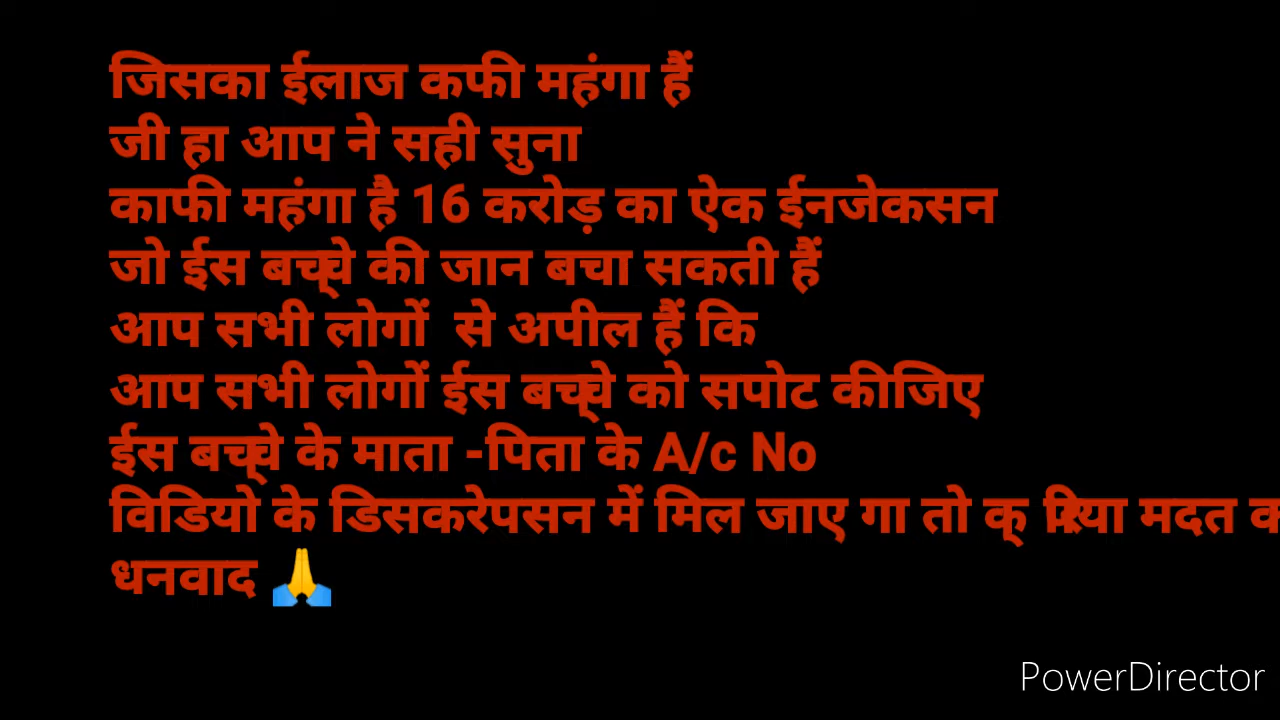 जिसका ईलाज कफी महंगा हैं
जी हा आप ने सही सुना
काफी महंगा है 16 करोड़ का ऐक ईनजेकसन
जो ईस बच्चे की जान बचा सकती हैं
आप सभी लोगों से अपील हैं कि
आप सभी लोगों ईस बच्चे को सपोट कीजिए
ईस बच्चे के माता -पिता के A/c No
विडियो के डिसकरेपसन में मिल जाए गा तो मदत
धनवाद 🙏
PowerDirector